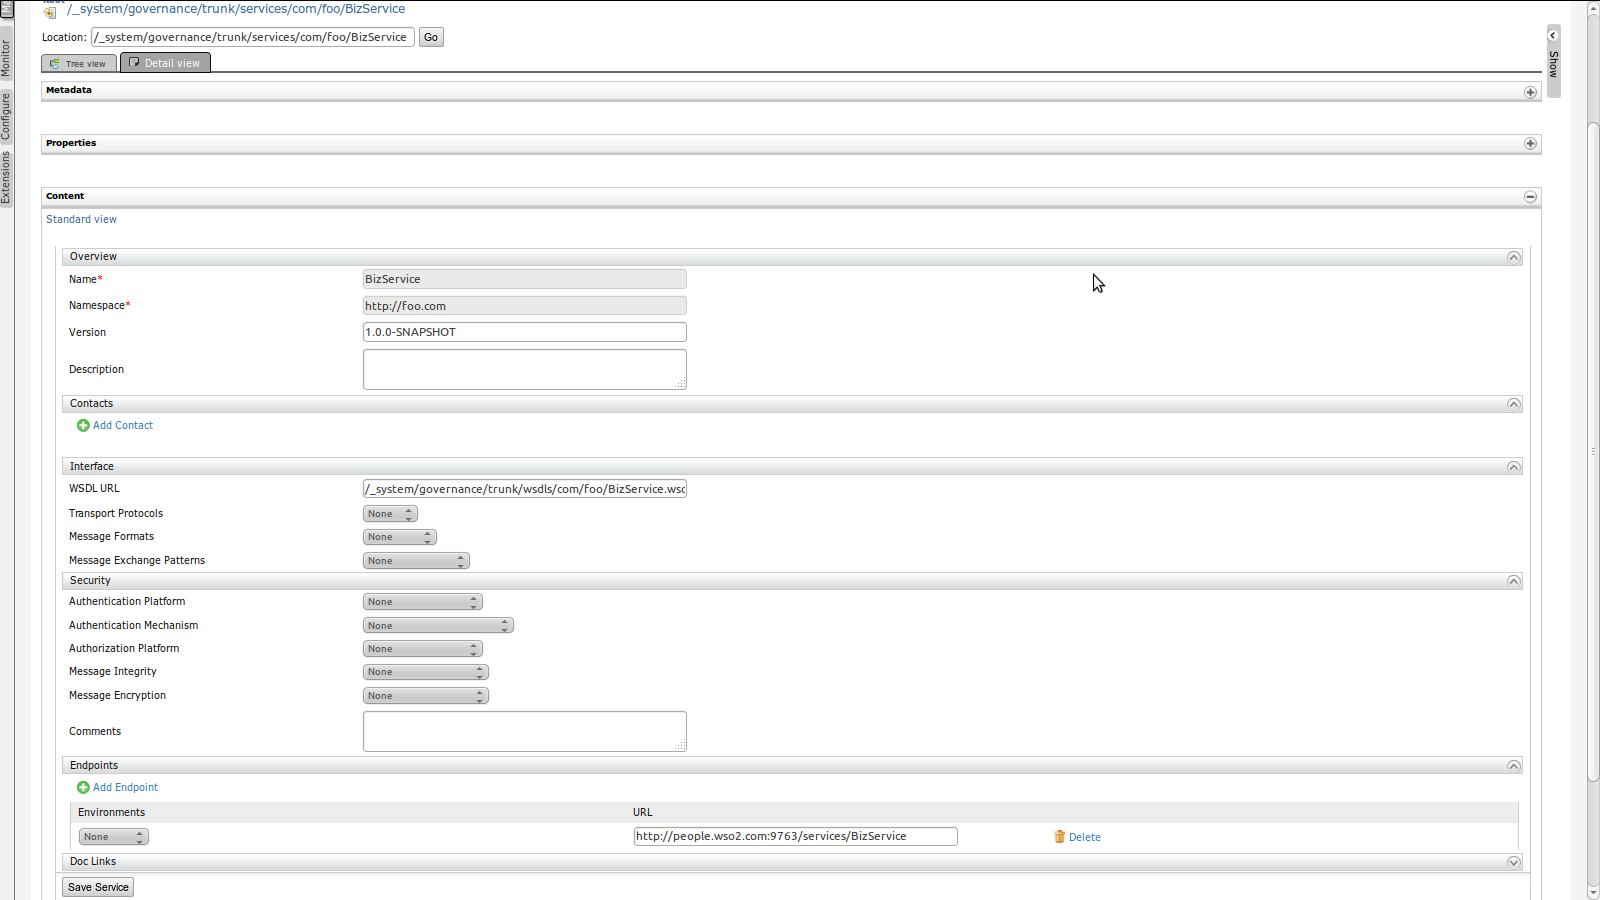 /_system/governance/trunk/services/com/foo/BizService
Location: /_system/governance/trunk/services/com/foo/BizService Go
Tree view Detail view
Show
Monitor
Configure
Extensions
Metadata
Properties
Content
Standard view
Overview
Name* BizService
Namespace* http://foo.com
Version 1.0.0-SNAPSHOT
Description
Contacts
Add Contact
Interface
WSDL URL /_system/governance/trunk/wsdls/com/foo/BizService.wsd
Transport Protocols None
Message Formats None
Message Exchange Patterns None
Security
Authentication Platform None
Authentication Mechanism None
Authorization Platform None
Message Integrity None
Message Encryption None
Comments
Endpoints
Add Endpoint
Environments URL
None http://people.wso2.com:9763/services/BizService Delete
Doc Links
Save Service